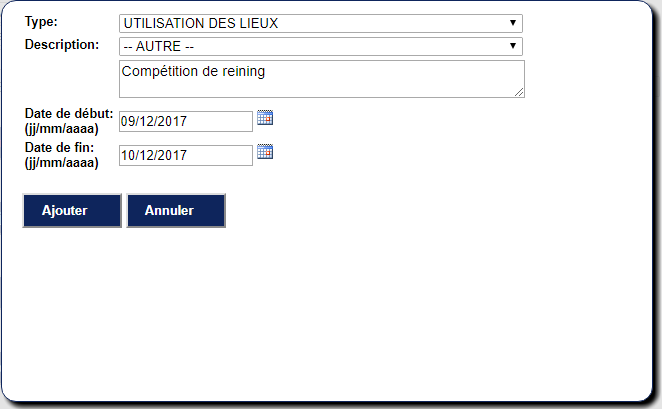 Type: UTILISATION DES LIEUX
Description: -- AUTRE --
Compétition de reining
Date de début: 09/12/2017
(jj/mm/aaaa)
Date de fin: 10/12/2017
(jj/mm/aaaa)
Ajouter Annuler